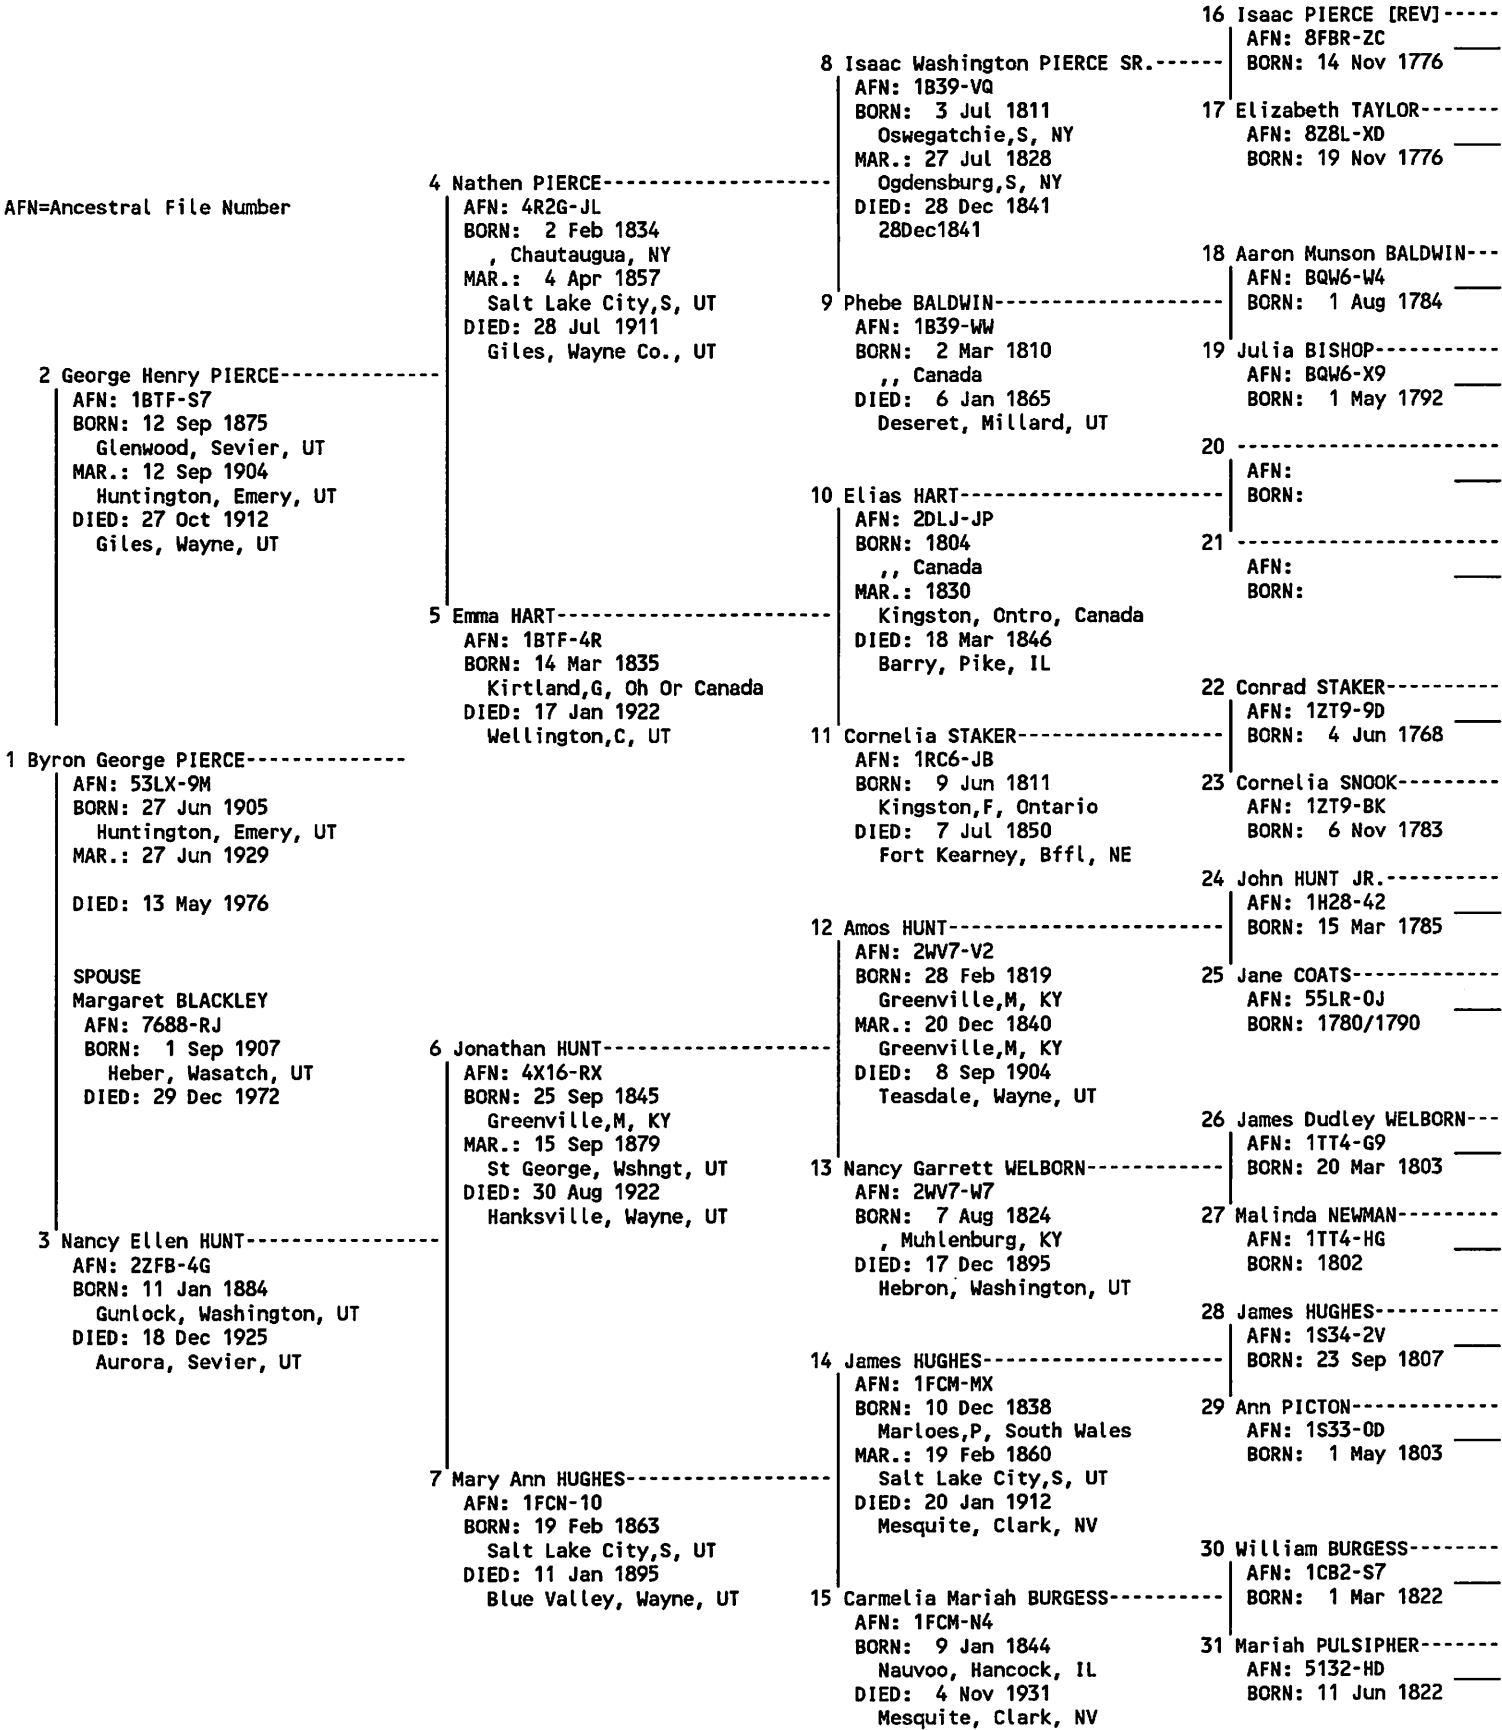 AFN=Ancestral File Number
1 Byron George PIERCE--------------
AFN: 53LX-9M
BORN: 27 Jun 1905
Huntington, Emery, UT
MAR.: 27 Jun 1929
DIED: 13 May 1976
SPOUSE
Margaret BLACKLEY
AFN: 7688-RJ
BORN: 1 Sep 1907
Heber, Wasatch, UT
DIED: 29 Dec 1972
2 George Henry PIERCE--------------
AFN: 1BTF-S7
BORN: 12 Sep 1875
Glenwood, Sevier, UT
MAR.: 12 Sep 1904
Huntington, Emery, UT
DIED: 27 Oct 1912
Giles, Wayne, UT
3 Nancy Ellen HUNT-----------------
AFN: 2ZFB-4G
BORN: 11 Jan 1884
Gunlock, Washington, UT
DIED: 18 Dec 1925
Aurora, Sevier, UT
4 Nathen PIERCE--------------------
AFN: 4R2G-JL
BORN: 2 Feb 1834
, Chautaugua, NY
MAR.: 4 Apr 1857
Salt Lake City,S, UT
DIED: 28 Jul 1911
Giles, Wayne Co., UT
5 Emma HART------------------------
AFN: 1BTF-4R
BORN: 14 Mar 1835
Kirtland,G, Oh Or Canada
DIED: 17 Jan 1922
Wellington,C, UT
6 Jonathan HUNT--------------------
AFN: 4X16-RX
BORN: 25 Sep 1845
Greenville,M, KY
MAR.: 15 Sep 1879
St George, Wshngt, UT
DIED: 30 Aug 1922
Hanksville, Wayne, UT
7 Mary Ann HUGHES------------------
AFN: 1FCN-10
BORN: 19 Feb 1863
Salt Lake City,S, UT
DIED: 11 Jan 1895
Blue Valley, Wayne, UT
8 Isaac Washington PIERCE SR.------
AFN: 1B39-VQ
BORN: 3 Jul 1811
Oswegatchie,S, NY
MAR.: 27 Jul 1828
Ogdensburg,S, NY
DIED: 28 Dec 1841
28Dec1841
9 Phebe BALDWIN--------------------
AFN: 1B39-WW
BORN: 2 Mar 1810
,, Canada
DIED: 6 Jan 1865
Deseret, Millard, UT
10 Elias HART-----------------------
AFN: 2DLJ-JP
BORN: 1804
,, Canada
MAR.: 1830
Kingston, Ontro, Canada
DIED: 18 Mar 1846
Barry, Pike, IL
11 Cornelia STAKER------------------
AFN: 1RC6-JB
BORN: 9 Jun 1811
Kingston,F, Ontario
DIED: 7 Jul 1850
Fort Kearney, Bffl, NE
12 Amos HUNT------------------------
AFN: 2WV7-V2
BORN: 28 Feb 1819
Greenville,M, KY
MAR.: 20 Dec 1840
Greenville,M, KY
DIED: 8 Sep 1904
Teasdale, Wayne, UT
13 Nancy Garrett WELBORN------------
AFN: 2WV7-W7
BORN: 7 Aug 1824
, Muhlenburg, KY
DIED: 17 Dec 1895
Hebron, Washington, UT
14 James HUGHES---------------------
AFN: 1FCM-MX
BORN: 10 Dec 1838
Marloes,P, South Wales
MAR.: 19 Feb 1860
Salt Lake City,S, UT
DIED: 20 Jan 1912
Mesquite, Clark, NV
15 Carmelia Mariah BURGESS----------
AFN: 1FCM-N4
BORN: 9 Jan 1844
Nauvoo, Hancock, IL
DIED: 4 Nov 1931
Mesquite, Clark, NV
16 Isaac PIERCE [REV]-----
AFN: 8FBR-ZC
BORN: 14 Nov 1776
17 Elizabeth TAYLOR-------
AFN: 8Z8L-XD
BORN: 19 Nov 1776
18 Aaron Munson BALDWIN---
AFN: BQW6-W4
BORN: 1 Aug 1784
19 Julia BISHOP-----------
AFN: BQW6-X9
BORN: 1 May 1792
20 -----------------------
AFN:
BORN:
21 -----------------------
AFN:
BORN:
22 Conrad STAKER----------
AFN: 1ZT9-9D
BORN: 4 Jun 1768
23 Cornelia SNOOK---------
AFN: 1ZT9-BK
BORN: 6 Nov 1783
24 John HUNT JR.----------
AFN: 1H28-42
BORN: 15 Mar 1785
25 Jane COATS-------------
AFN: 55LR-0J
BORN: 1780/1790
26 James Dudley WELBORN---
AFN: 1TT4-G9
BORN: 20 Mar 1803
27 Malinda NEWMAN---------
AFN: 1TT4-HG
BORN: 1802
28 James HUGHES-----------
AFN: 1S34-2V
BORN: 23 Sep 1807
29 Ann PICTON-------------
AFN: 1S33-0D
BORN: 1 May 1803
30 William BURGESS--------
AFN: 1CB2-S7
BORN: 1 Mar 1822
31 Mariah PULSIPHER-------
AFN: 5132-HD
BORN: 11 Jun 1822